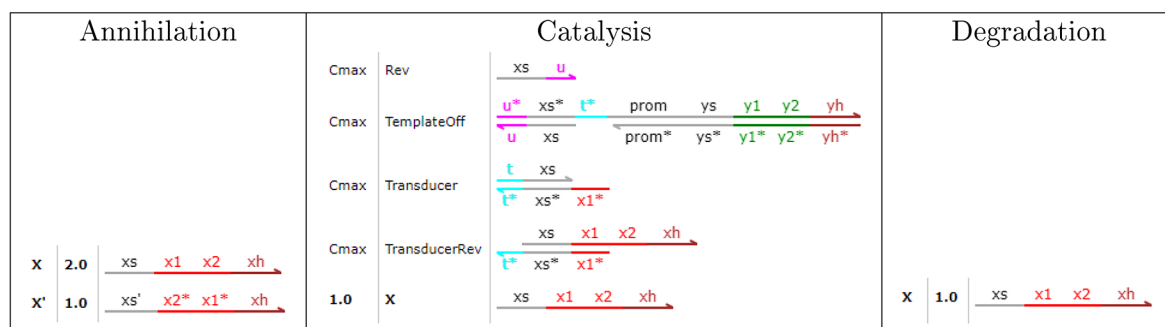 Annihilation
Catalysis
Degradation
xs u
Cmax Rev
u* xs* t* prom ys y1 y2 yh
Cmax TemplateOff
u xs prom* ys* y1* y2* yh*
t xs
Cmax Transducer
t* xs* x1*
xs x1 x2 xh
Cmax TransducerRev
t* xs* x1*
X 2.0 xs x1 x2 xh
X' 1.0 xs' x2* x1* xh
1.0 X xs x1 x2 xh
X 1.0 xs x1 x2 xh